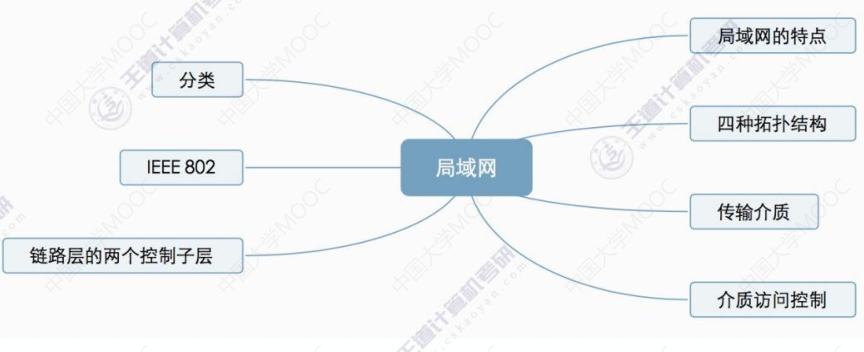 局域网的特点
分类
四种拓扑结构
IEEE 802
局域网
传输介质
链路层的两个控制子层
介质访问控制
中国大学MOOC
王道计算机考研
www.cskaoyan.com